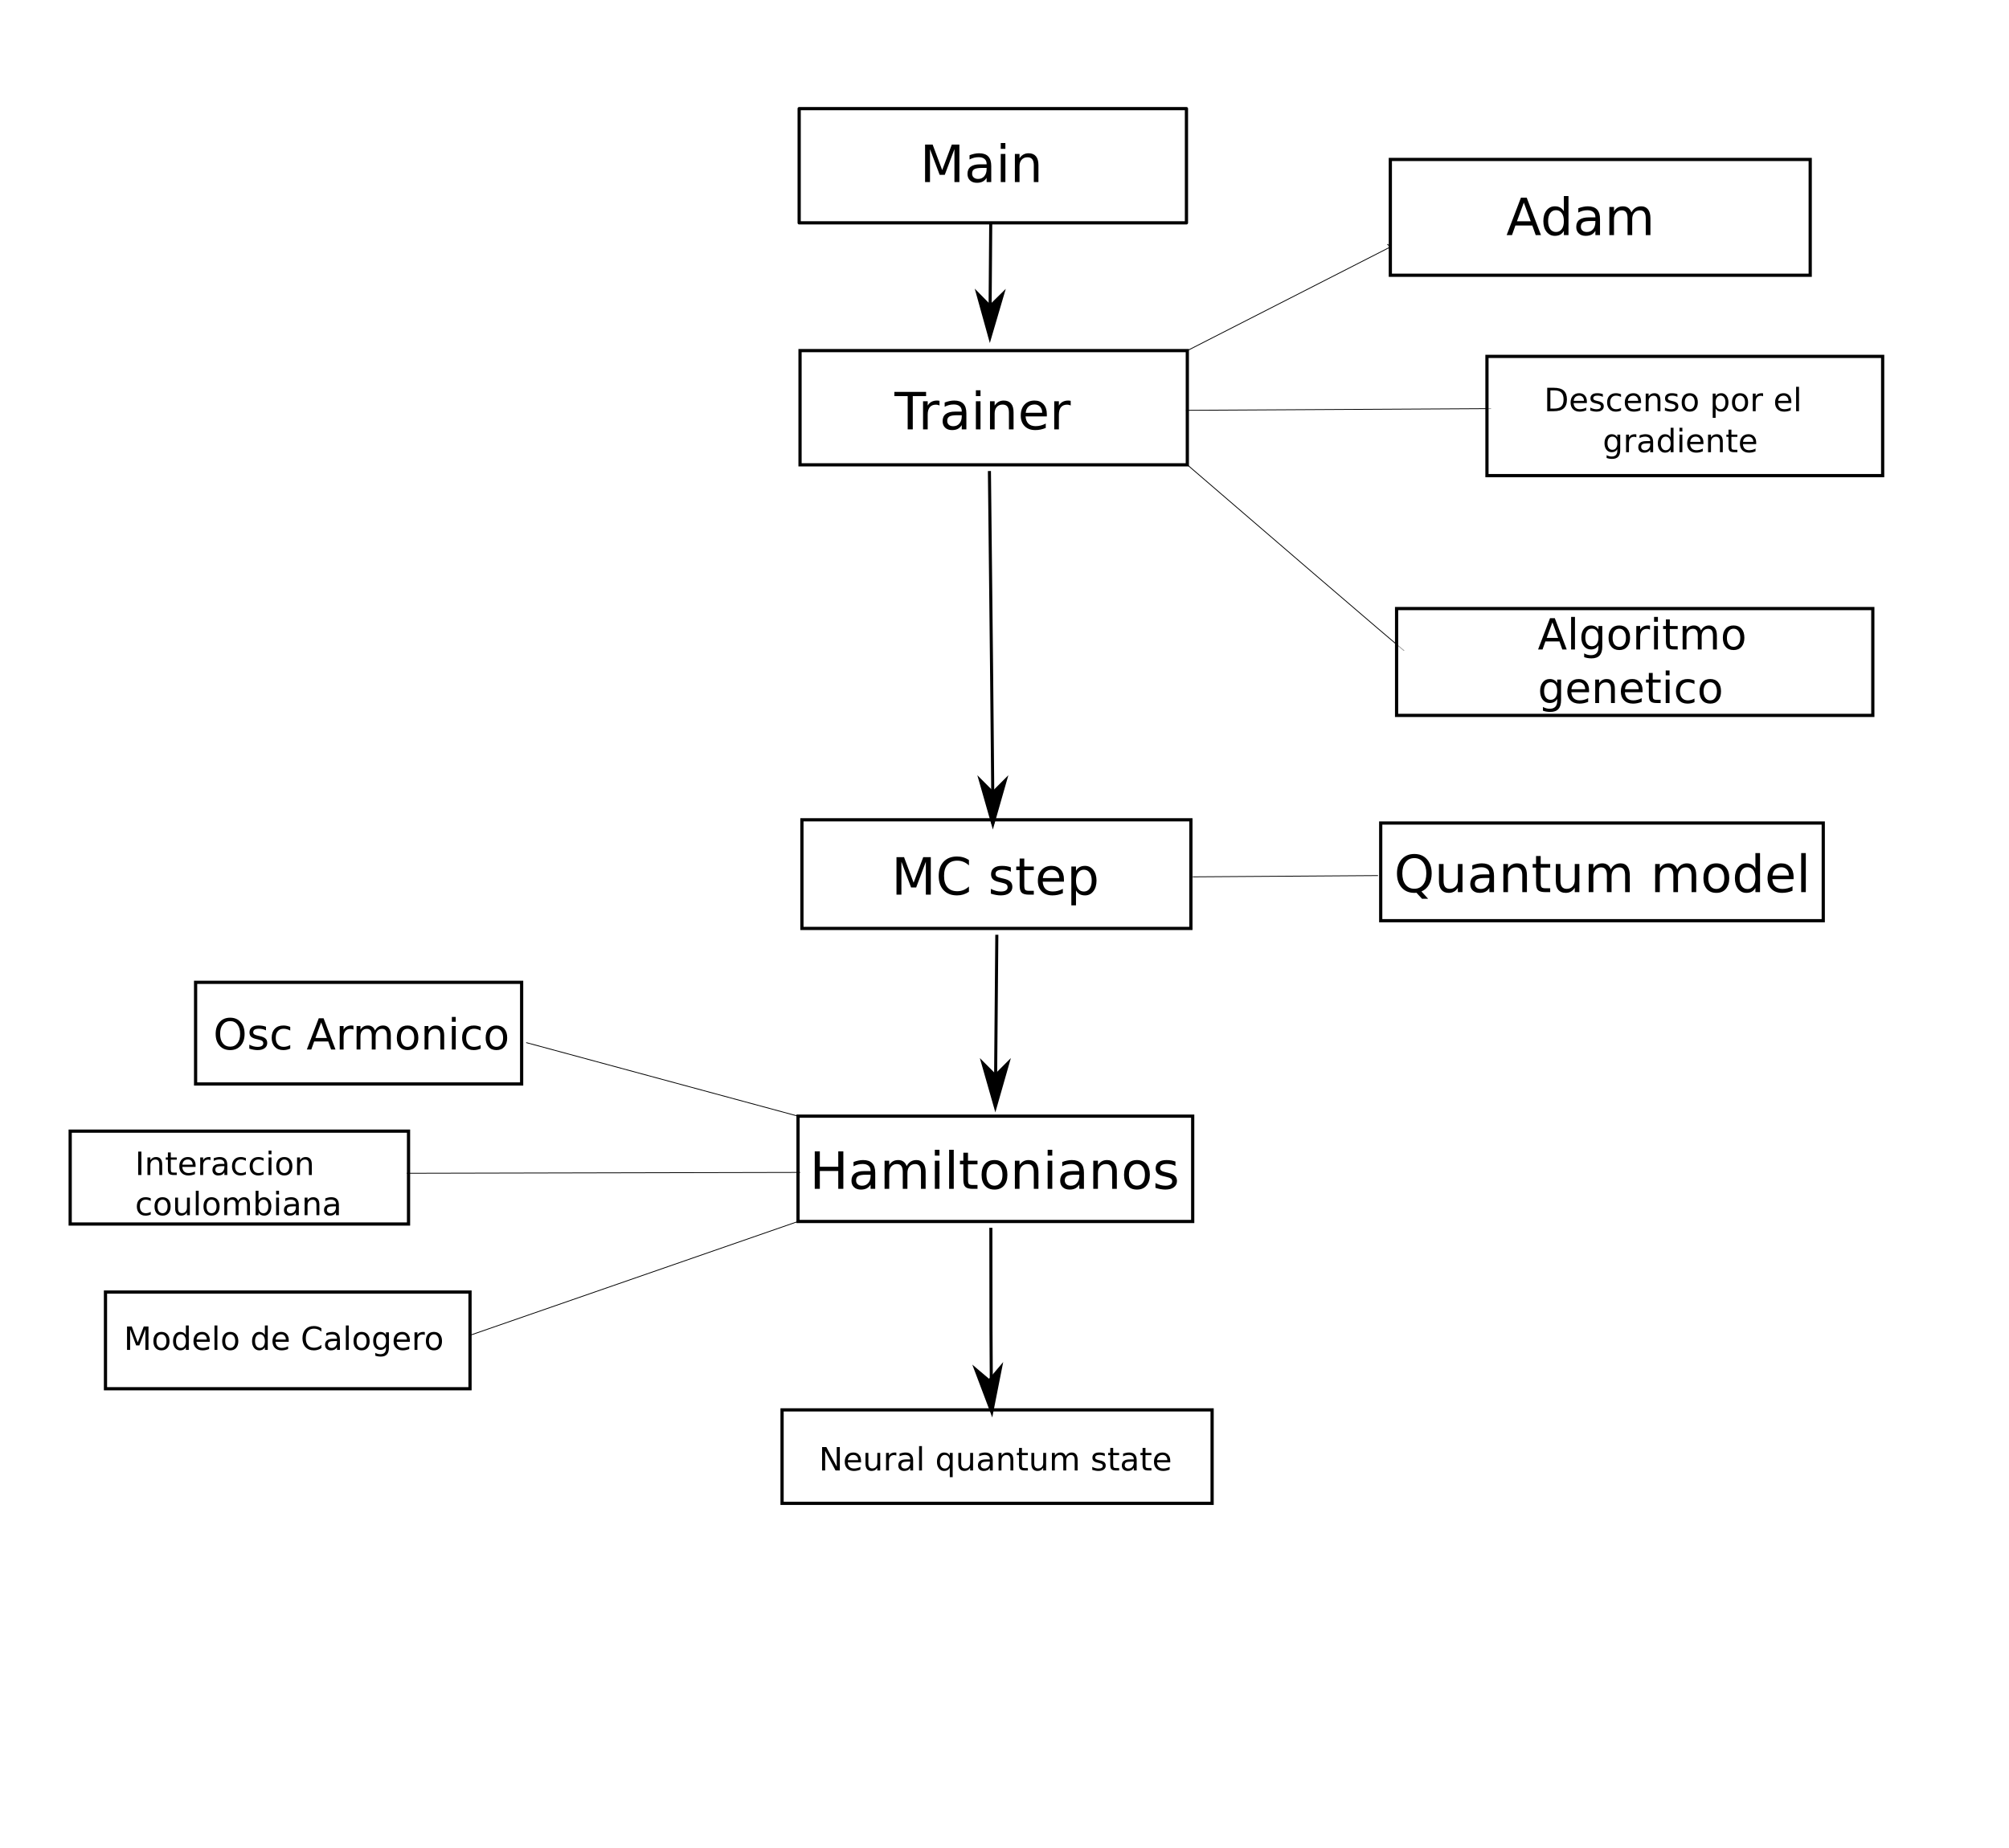 Main
Adam
Trainer
Descenso por el
gradiente
Algoritmo
genetico
MC step
Quantum model
Osc Armonico
Hamiltonianos
Interaccion
coulombiana
Modelo de Calogero
Neural quantum state